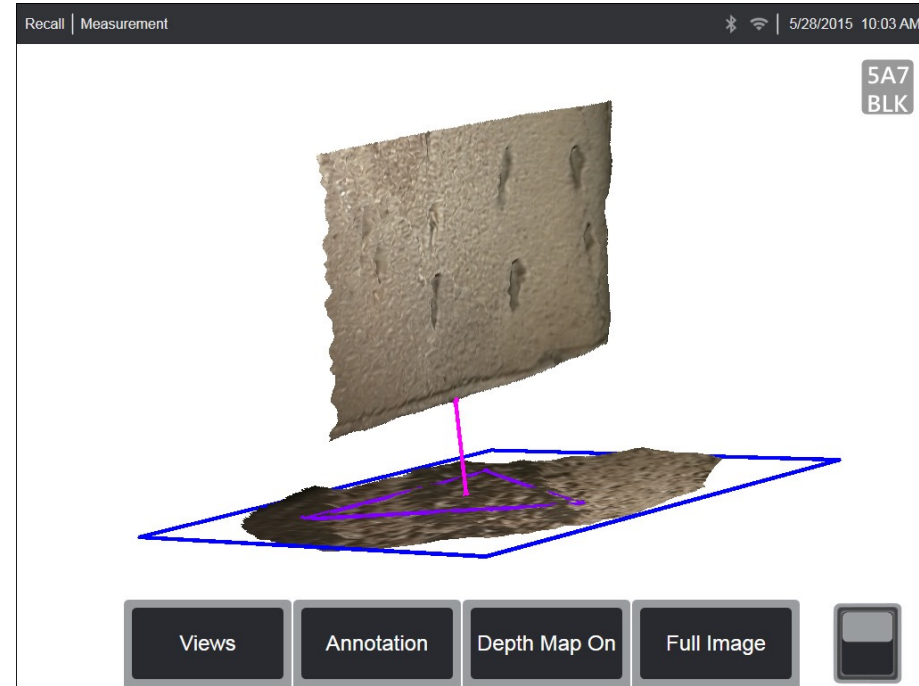 Recall | Measurement
5/28/2015 10:03 AM
5A7
BLK
Views
Annotation
Depth Map On
Full Image